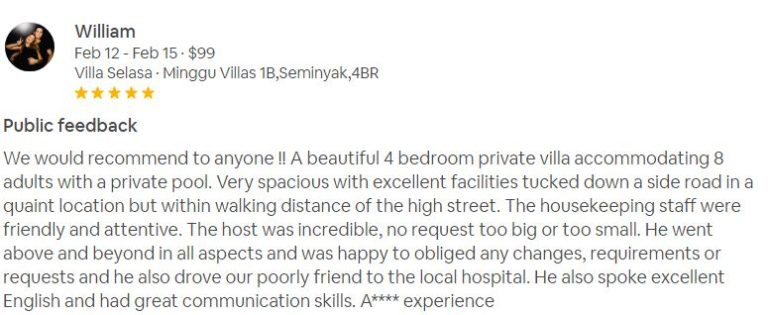 William
Feb 12 - Feb 15 · $99
Villa Selasa · Minggu Villas 1B,Seminyak,4BR
Public feedback
We would recommend to anyone !! A beautiful 4 bedroom private villa accommodating 8
adults with a private pool. Very spacious with excellent facilities tucked down a side road in a
quaint location but within walking distance of the high street. The housekeeping staff were
friendly and attentive. The host was incredible, no request too big or too small. He went
above and beyond in all aspects and was happy to obliged any changes, requirements or
requests and he also drove our poorly friend to the local hospital. He also spoke excellent
English and had great communication skills. A**** experience